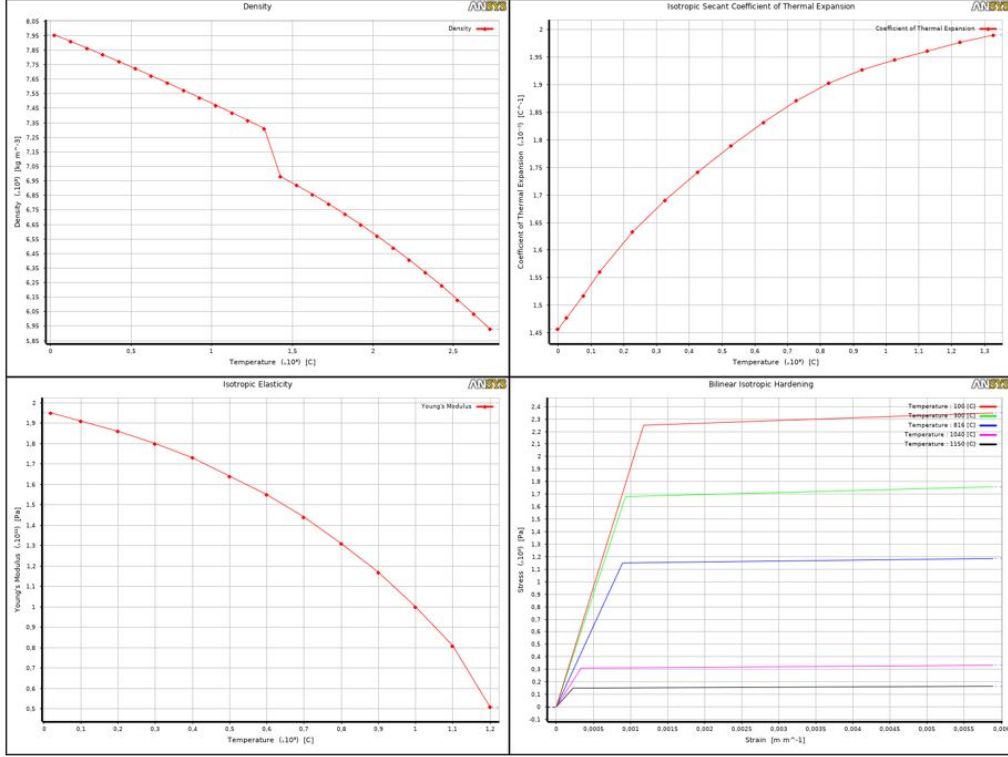 Density
ANSYS
Density
8,05
7,95
7,85
7,75
7,65
7,55
7,45
7,35
7,25
7,15
7,05
6,95
6,85
6,75
6,65
6,55
6,45
6,35
6,25
6,15
6,05
5,95
5,85
Density [kg m^-3]
0 0,5 1 1,5 2 2,5
Temperature [C]
Isotropic Secant Coefficient of Thermal Expansion
ANSYS
Coefficient of Thermal Expansion
2
1,95
1,9
1,85
1,8
1,75
1,7
1,65
1,6
1,55
1,5
1,45
Coefficient of Thermal Expansion [C^-1]
0 0,1 0,2 0,3 0,4 0,5 0,6 0,7 0,8 0,9 1 1,1 1,2 1,3
Temperature [C]
Isotropic Elasticity
ANSYS
Young's Modulus
2
1,9
1,8
1,7
1,6
1,5
1,4
1,3
1,2
1,1
1
0,9
0,8
0,7
0,6
0,5
Young's Modulus [Pa]
0 0,1 0,2 0,3 0,4 0,5 0,6 0,7 0,8 0,9 1 1,1 1,2
Temperature [C]
Bilinear Isotropic Hardening
ANSYS
Temperature : 100 [C]
Temperature : 300 [C]
Temperature : 816 [C]
Temperature : 1040 [C]
Temperature : 1150 [C]
2,4
2,3
2,2
2,1
2
1,9
1,8
1,7
1,6
1,5
1,4
1,3
1,2
1,1
1
0,9
0,8
0,7
0,6
0,5
0,4
0,3
0,2
0,1
0
-0,1
Stress [Pa]
0 0,0005 0,001 0,0015 0,002 0,0025 0,003 0,0035 0,004 0,0045 0,005 0,0055
Strain [m m^-1]